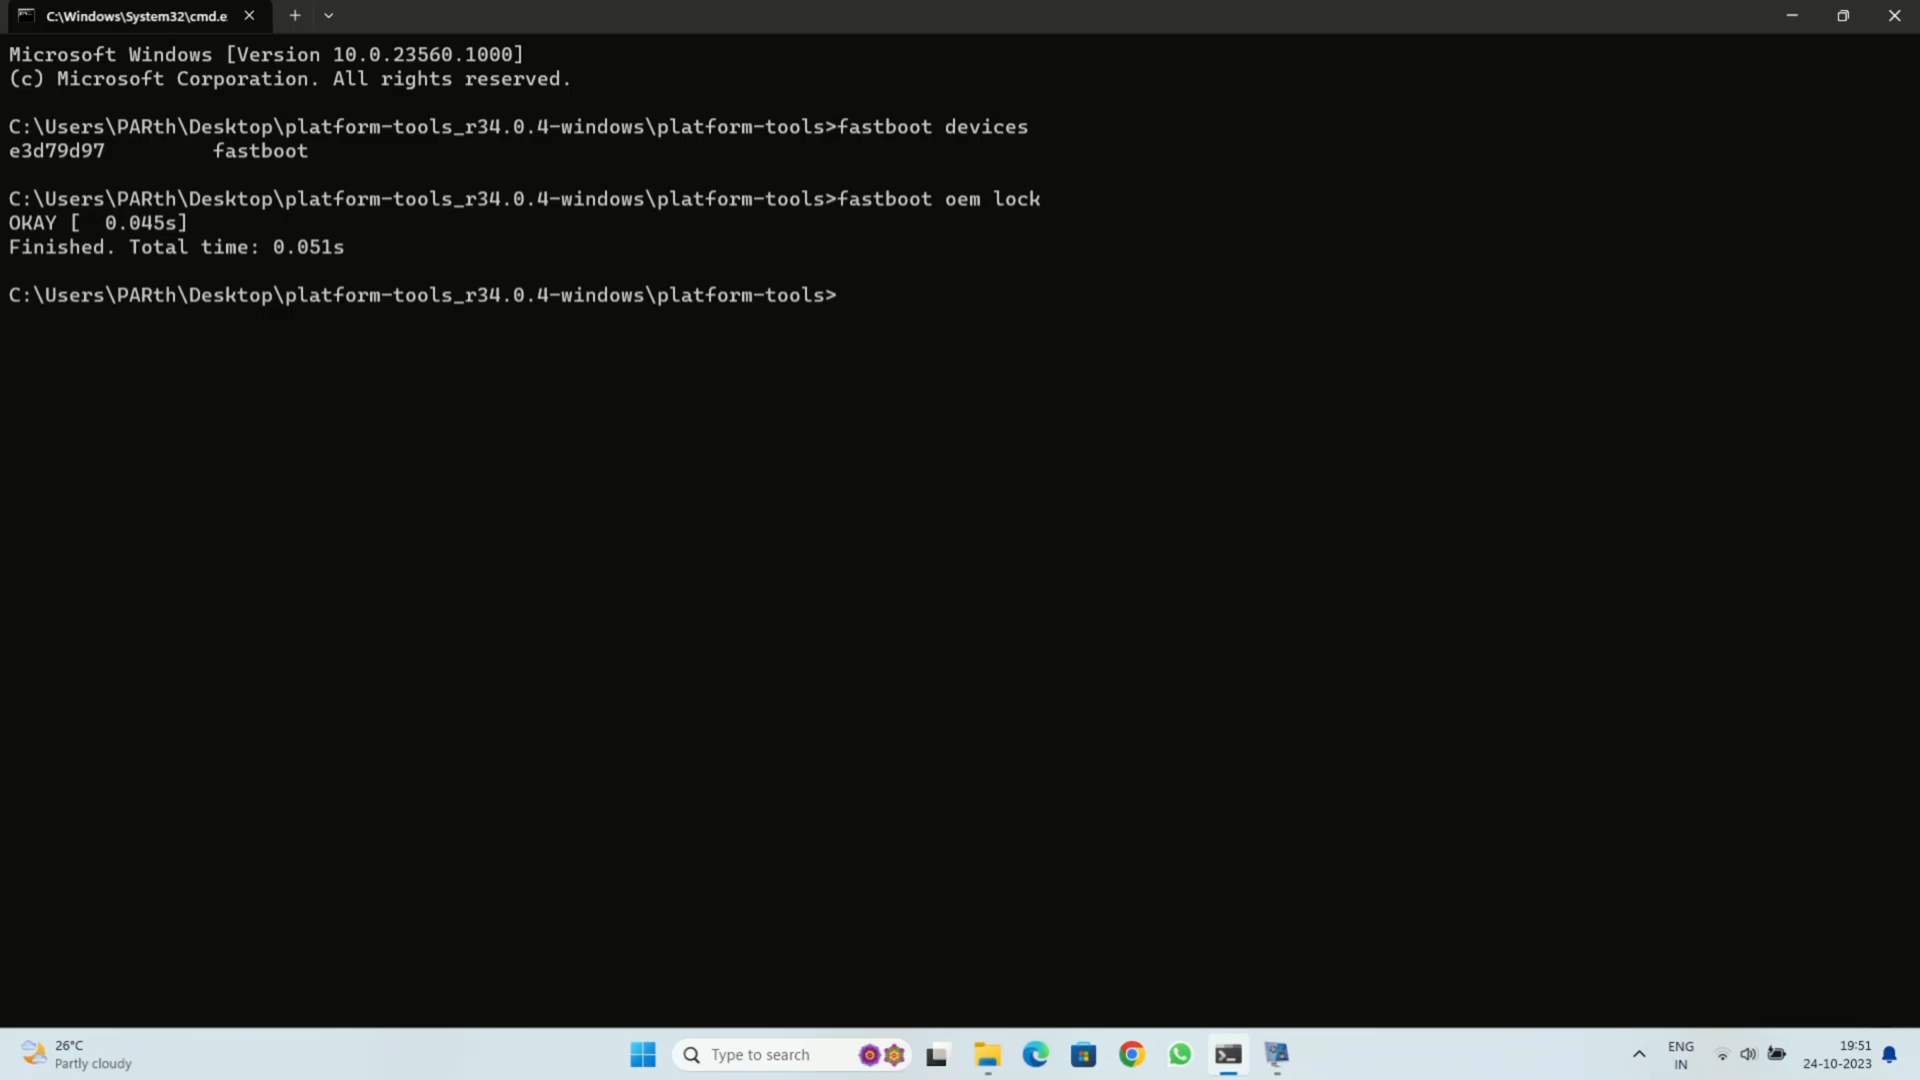 C:\Windows\System32\cmd.e
Microsoft Windows [Version 10.0.23560.1000]
(c) Microsoft Corporation. All rights reserved.
C:\Users\PARth\Desktop\platform-tools_r34.0.4-windows\platform-tools>fastboot devices
e3d79d97         fastboot
C:\Users\PARth\Desktop\platform-tools_r34.0.4-windows\platform-tools>fastboot oem lock
OKAY [  0.045s]
Finished. Total time: 0.051s
C:\Users\PARth\Desktop\platform-tools_r34.0.4-windows\platform-tools>
26°C
Partly cloudy
Type to search
ENG
IN
19:51
24-10-2023